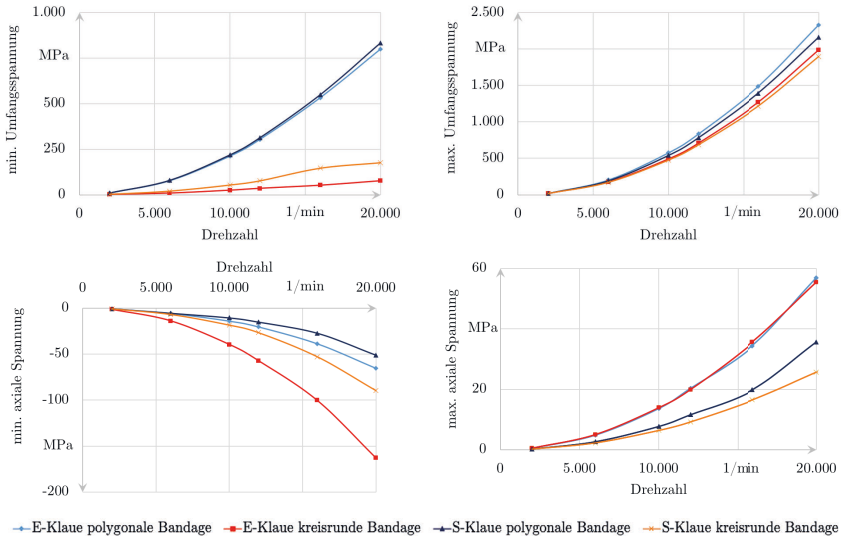 1.000
MPa
500
250
0
min. Umfangsspannung
0
5.000
10.000
1/min
20.000
Drehzahl
2.500
MPa
1.500
1.000
500
0
max. Umfangsspannung
0
5.000
10.000
1/min
20.000
Drehzahl
Drehzahl
0
5.000
10.000
1/min
20.000
0
-50
-100
MPa
-200
min. axiale Spannung
60
MPa
20
0
max. axiale Spannung
0
5.000
10.000
1/min
20.000
Drehzahl
E-Klaue polygonale Bandage E-Klaue kreisrunde Bandage S-Klaue polygonale Bandage S-Klaue kreisrunde Bandage